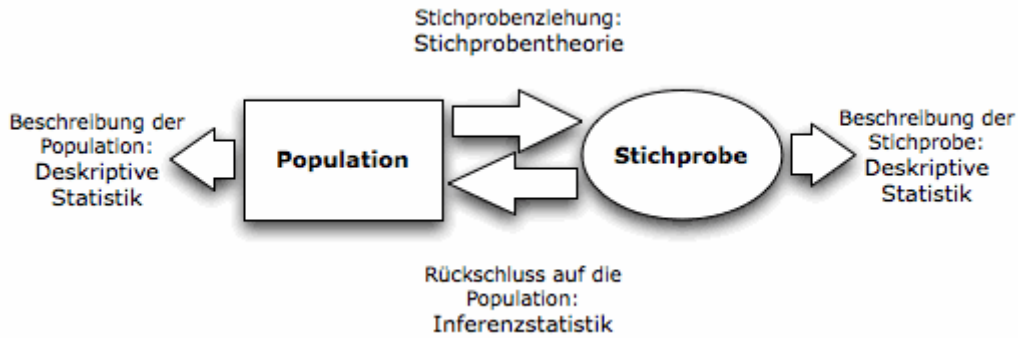 Stichprobenziehung:
Stichprobentheorie
Beschreibung der
Population:
Deskriptive
Statistik
Population
Stichprobe
Beschreibung der
Stichprobe:
Deskriptive
Statistik
Rückschluss auf die
Population:
Inferenzstatistik